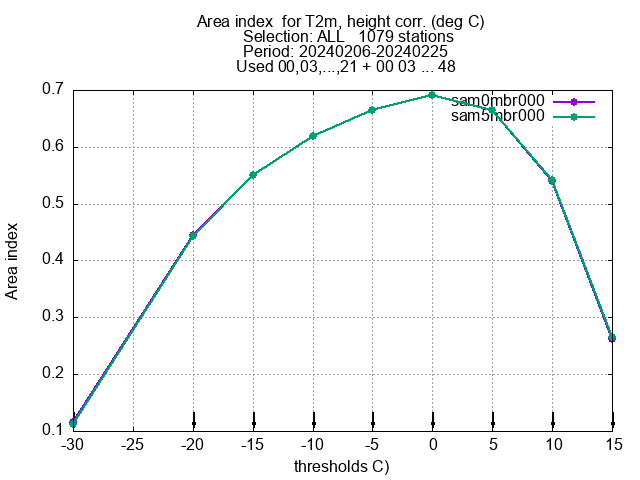 Area index  for T2m, height corr. (deg C)
Selection: ALL   1079 stations
Period: 20240206-20240225
Used 00,03,...,21 + 00 03 ... 48
sam0mbr000
sam5mbr000
0.7
0.6
0.5
0.4
0.3
0.2
0.1
Area index
-30 -25 -20 -15 -10 -5 0 5 10 15
thresholds C)